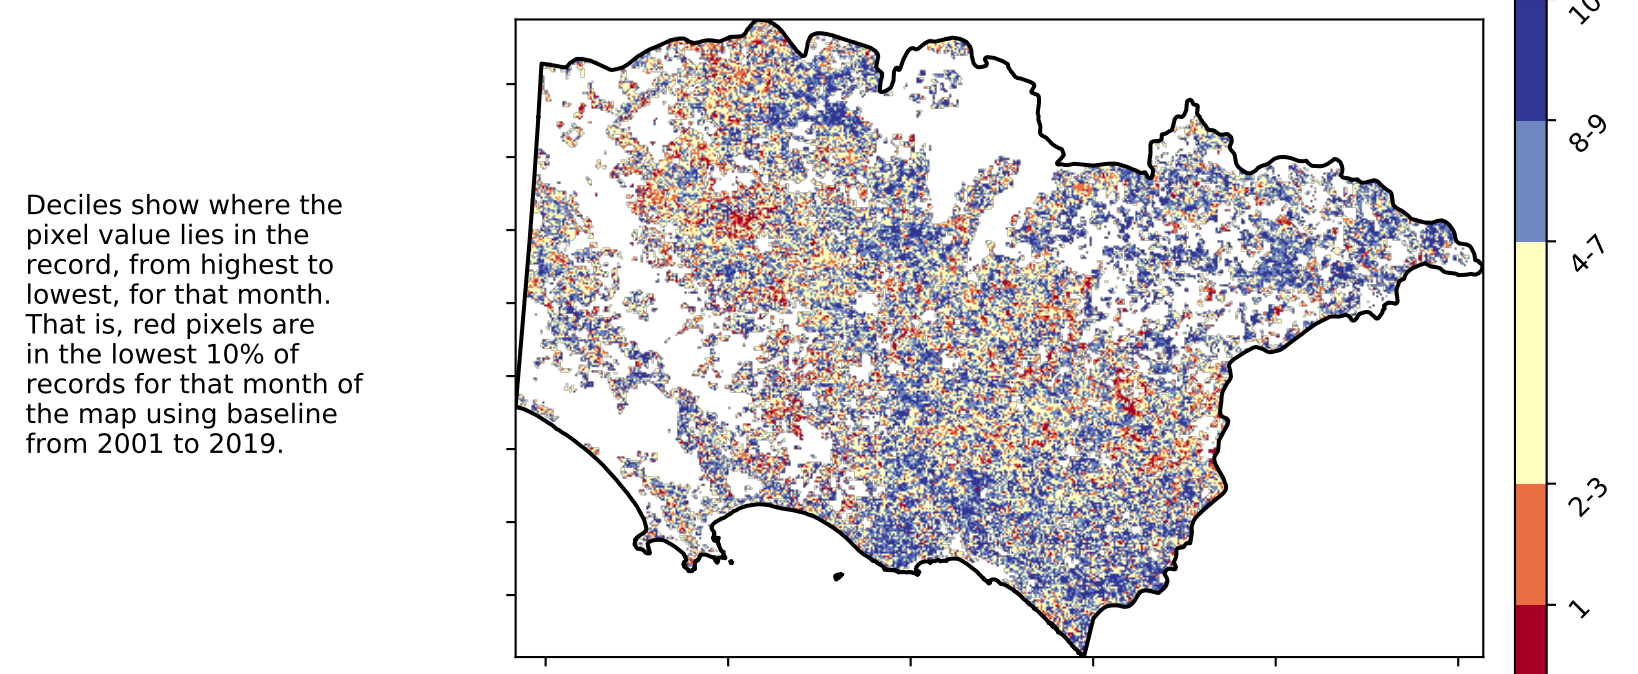 Deciles show where the
pixel value lies in the
record, from highest to
lowest, for that month.
That is, red pixels are
in the lowest 10% of
records for that month of
the map using baseline
from 2001 to 2019.
10
8-9
4-7
2-3
1